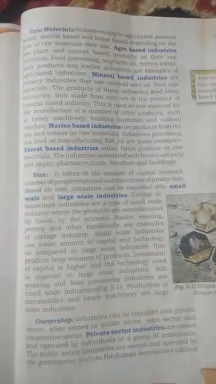 Raw Materials: Industries may be agro based, mineral
based, marine based and forest based depending on the
type of raw materials they use. Agro based industries
use plant and animal based products as their raw
materials. Food processing, vegetable oil, cotton textile,
dairy products and leather industries are examples of
agro-based industries. Mineral based industries are
primary industries that use mineral ores as their raw
materials. The products of these industries feed other
industries. Iron made from iron ore is the product of
mineral based industry. This is used as raw material for
the manufacture of a number of other products, such
as heavy machinery, building materials and railway
coaches. Marine based industries use products from the
sea and oceans as raw materials. Industries processing
sea food or manufacturing fish oil are some examples.
Forest based industries utilise forest produce as raw
materials. The industries associated with forests are pulp
and paper, pharmaceuticals, furniture and buildings.
Size: It refers to the amount of capital invested,
number of people employed and the volume of production.
Based on size, industries can be classified into small
scale and large scale industries. Cottage or
household industries are a type of small scale
industry where the products are manufactured
by hand, by the artisans. Basket weaving,
pottery and other handicrafts are examples
of cottage industry. Small scale industries
use lesser amount of capital and technology
as compared to large scale industries that
produce large volumes of products. Investment
of capital is higher and the technology used
is superior in large scale industries. Silk
weaving and food processing industries are
small scale industries (Fig 5.1). Production of
automobiles and heavy machinery are large
scale industries.
Ownership: Industries can be classified into private
sector, state owned or public sector, joint sector and
cooperative sector. Private sector industries are owned
and operated by individuals or a group of individuals.
The public sector industries are owned and operated by
the government, such as Hindustan Aeronautics Limited